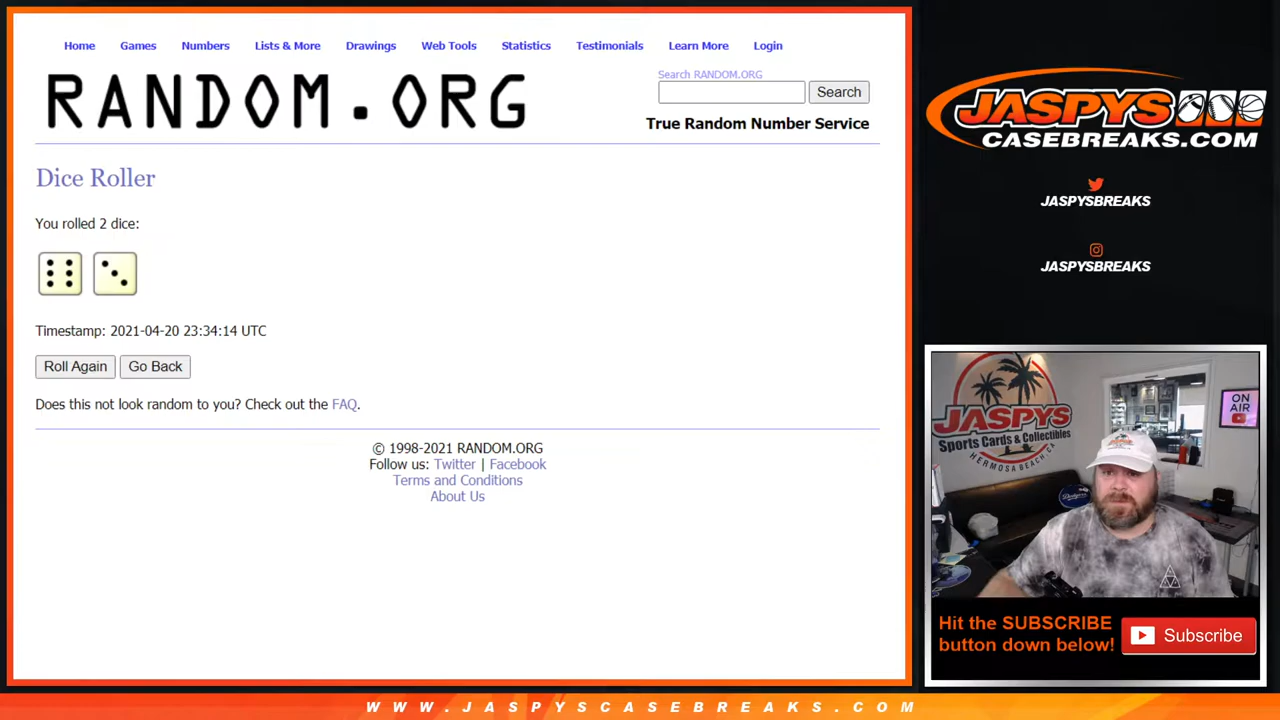 Home Games Numbers Lists & More Drawings Web Tools Statistics Testimonials Learn More Login
RANDOM.ORG
Search RANDOM.ORG
Search
True Random Number Service
Dice Roller
You rolled 2 dice:
Timestamp: 2021-04-20 23:34:14 UTC
Roll Again Go Back
Does this not look random to you? Check out the FAQ.
© 1998-2021 RANDOM.ORG
Follow us: Twitter | Facebook
Terms and Conditions
About Us
JASPYS
CASEBREAKS.COM
JASPYSBREAKS
JASPYSBREAKS
JASPYS
Sports Cards & Collectibles
HERMOSA BEACH, CA
ON
AIR
Dodgers
Hit the SUBSCRIBE
button down below!
Subscribe
WWW.JASPYSCASEBREAKS.COM